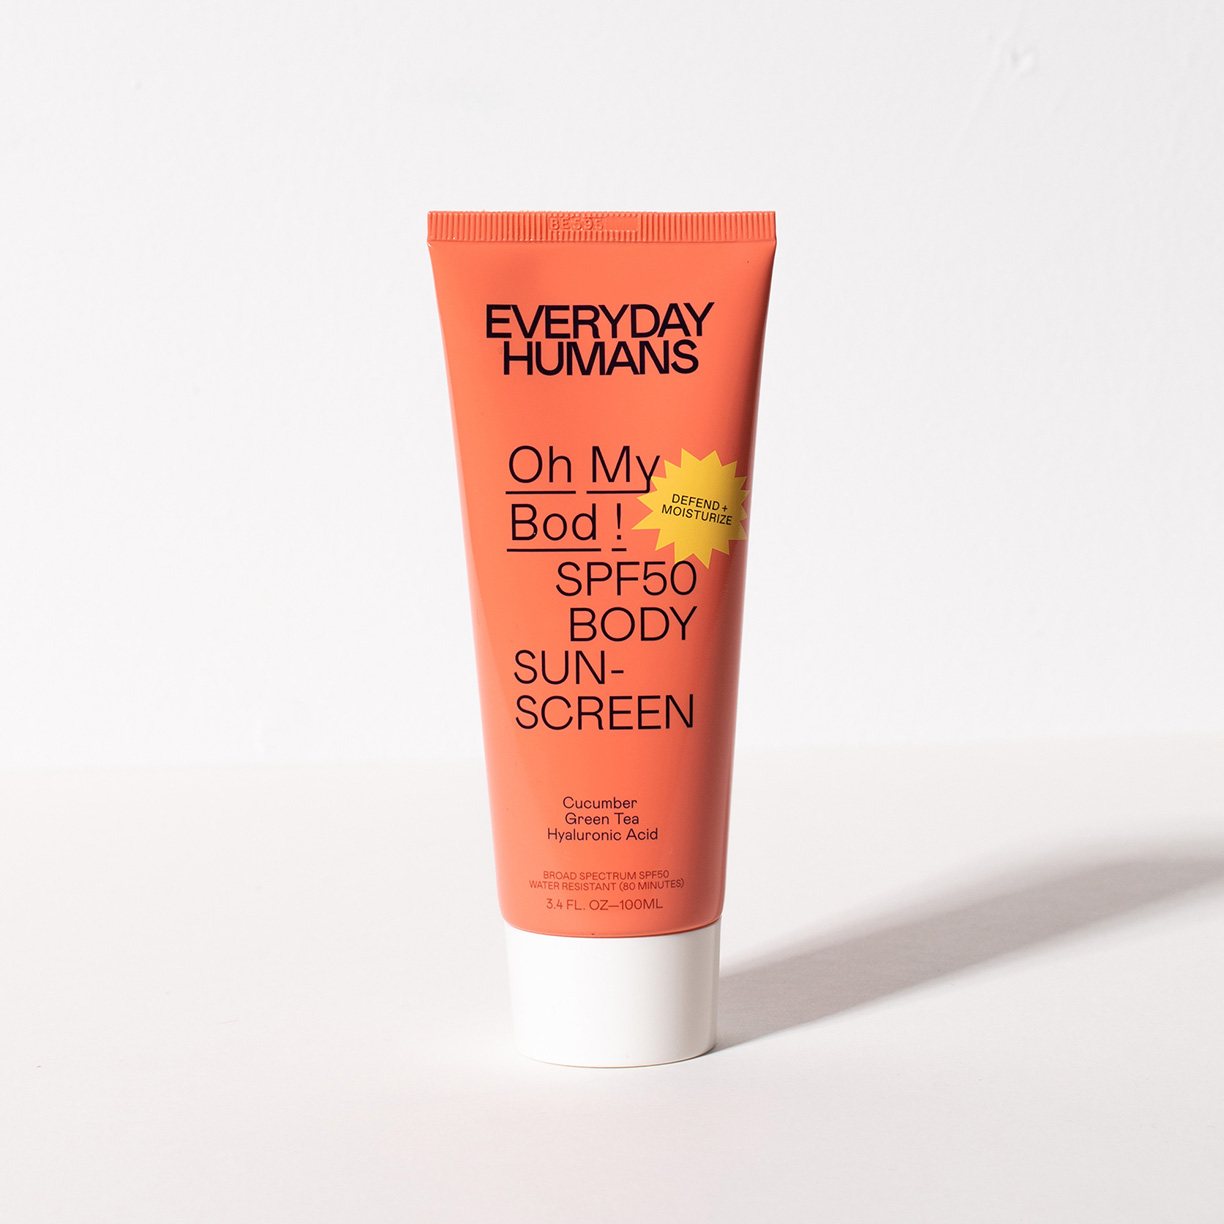 BE595
EVERYDAY
HUMANS
Oh My
Bod !
DEFEND +
MOISTURIZE
SPF50
BODY
SUN-
SCREEN
Cucumber
Green Tea
Hyaluronic Acid
BROAD SPECTRUM SPF50
WATER RESISTANT (80 MINUTES)
3.4 FL. OZ—100ML